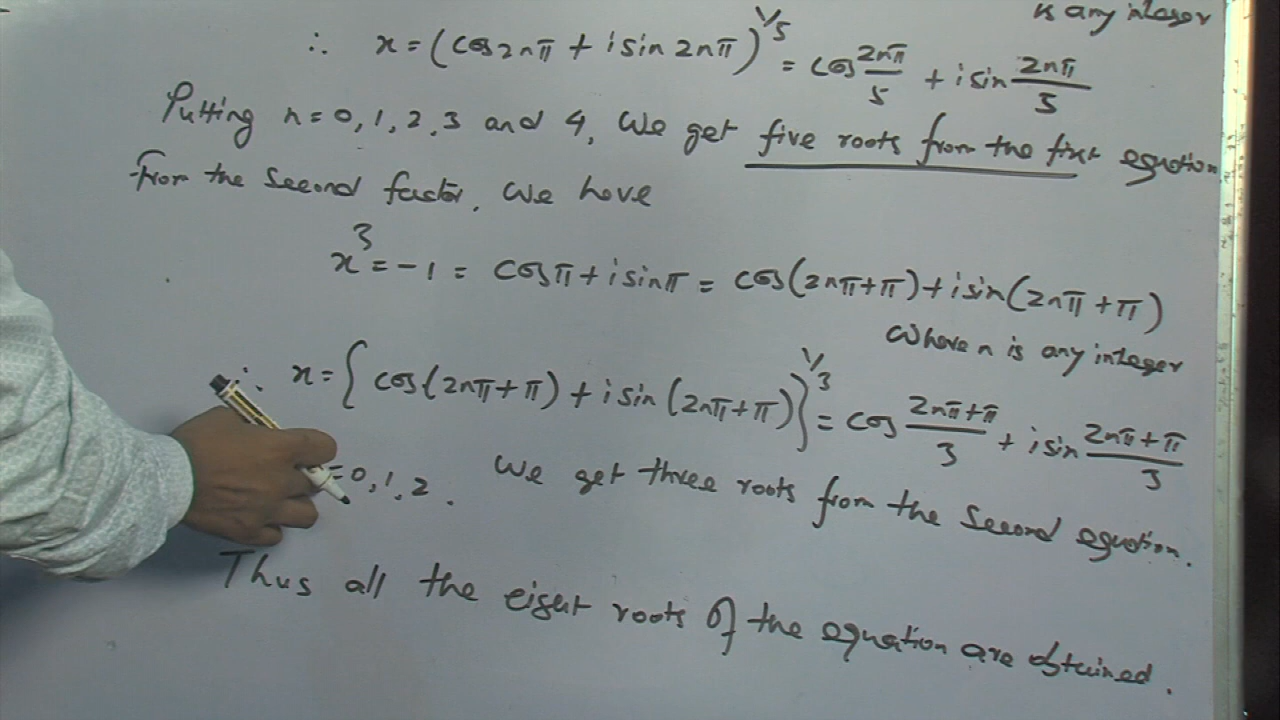 is any integer
∴ x = (cos 2nπ + i sin 2nπ)^1/5 = cos 2nπ/5 + i sin 2nπ/5
Putting n = 0, 1, 2, 3 and 4, We get five roots from the first equation
From the second factor, We have
x^3 = -1 = cos π + i sin π = cos(2nπ+π) + i sin(2nπ+π)
Where n is any integer
∴ x = {cos(2nπ+π) + i sin(2nπ+π)}^1/3 = cos 2nπ+π/3 + i sin 2nπ+π/3
=0, 1, 2. We get three roots from the second equation.
Thus all the eight roots of the equation are obtained.